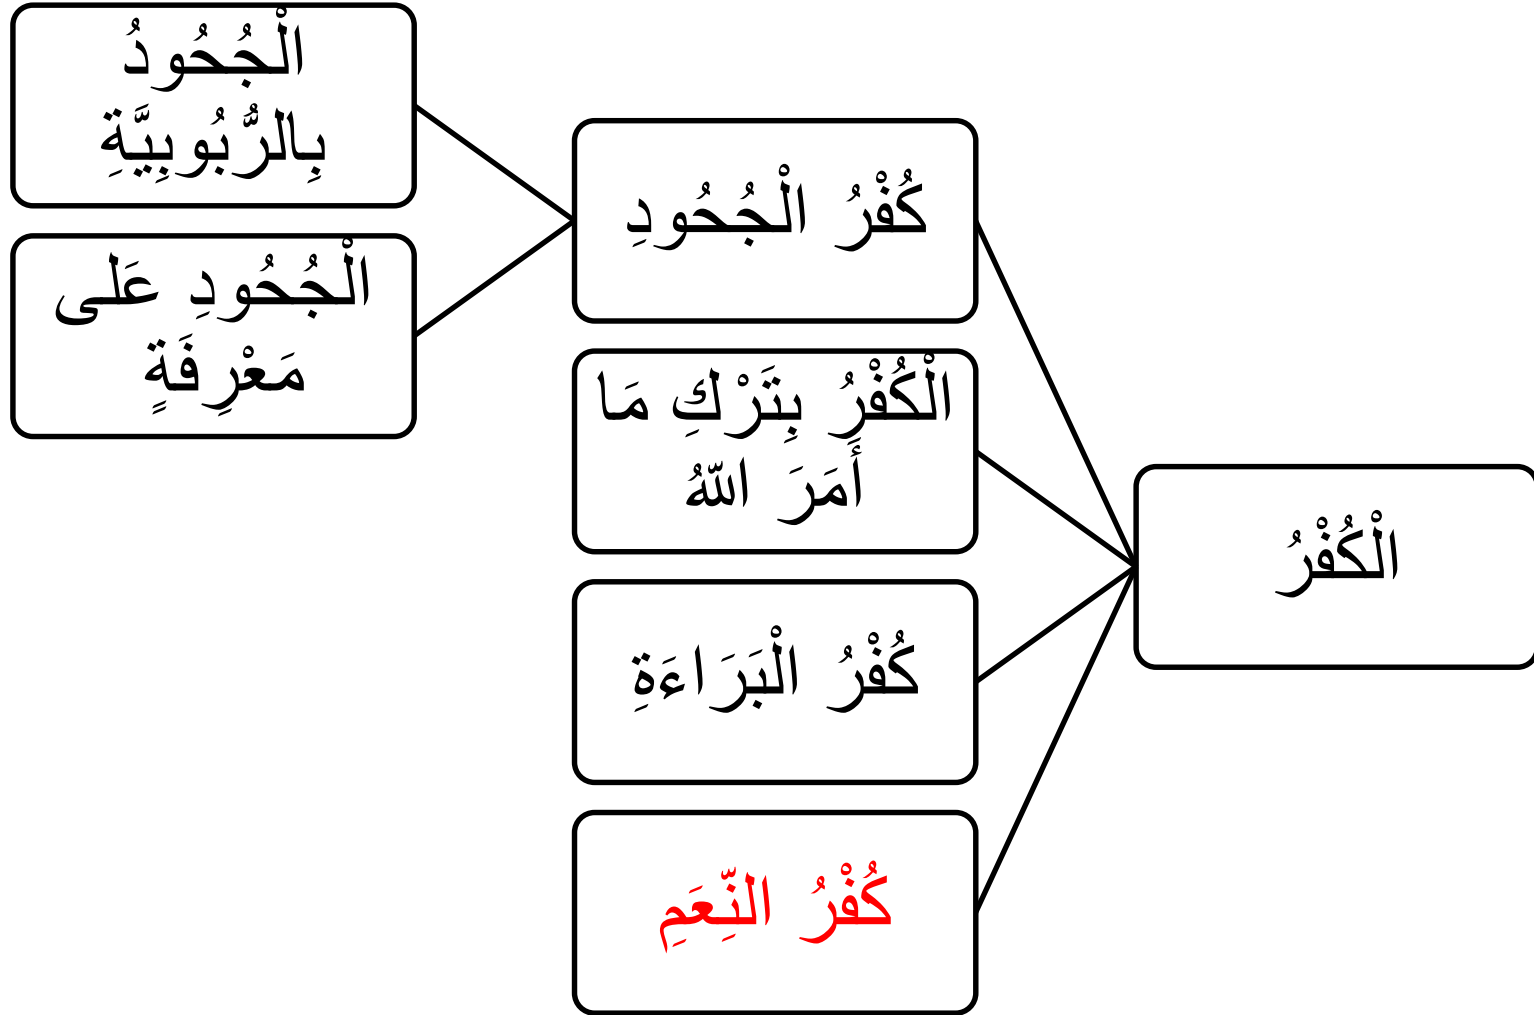 الْكُفْرُ
كُفْرُ الْجُحُودِ
الْجُحُودُ
بِالرُّبُوبِيَّةِ
الْجُحُودِ عَلى
مَعْرِفَةٍ
الْكُفْرُ بِتَرْكِ مَا
أَمَرَ اللّهُ
كُفْرُ الْبَرَاءَةِ
كُفْرُ النِّعَمِ